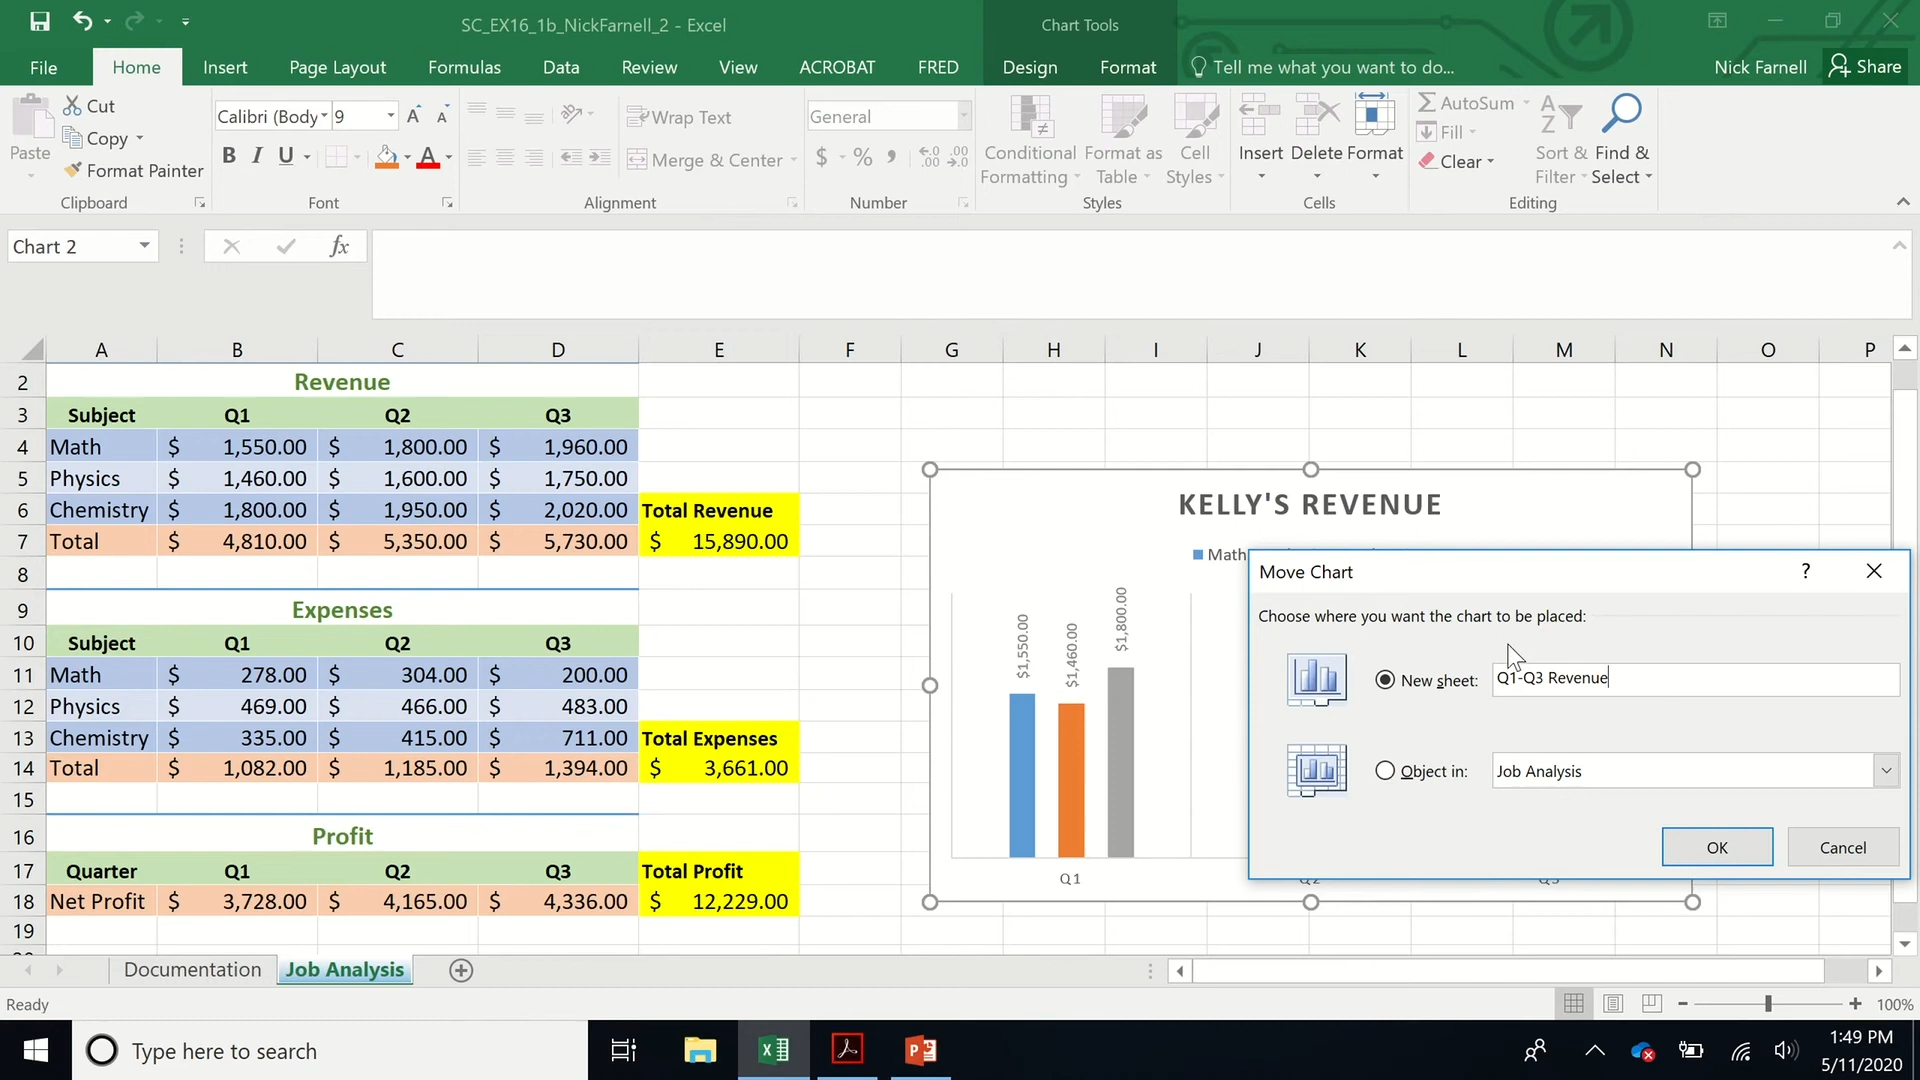 SC_EX16_1b_NickFarnell_2 - Excel
Chart Tools
File Home Insert Page Layout Formulas Data Review View ACROBAT FRED Design Format Tell me what you want to do... Nick Farnell Share
Cut
Copy
Format Painter
Paste
Clipboard
Calibri (Body 9
B I U
Font
Wrap Text
Merge & Center
Alignment
General
$ % ,
Number
Conditional Formatting
Format as Table
Cell Styles
Styles
Insert Delete Format
Cells
AutoSum
Fill
Clear
Sort & Filter
Find & Select
Editing
Chart 2
fx
A B C D E F G H I J K L M N O P
2 Revenue
3 Subject Q1 Q2 Q3
4 Math $ 1,550.00 $ 1,800.00 $ 1,960.00
5 Physics $ 1,460.00 $ 1,600.00 $ 1,750.00
6 Chemistry $ 1,800.00 $ 1,950.00 $ 2,020.00 Total Revenue
7 Total $ 4,810.00 $ 5,350.00 $ 5,730.00 $ 15,890.00
8
9 Expenses
10 Subject Q1 Q2 Q3
11 Math $ 278.00 $ 304.00 $ 200.00
12 Physics $ 469.00 $ 466.00 $ 483.00
13 Chemistry $ 335.00 $ 415.00 $ 711.00 Total Expenses
14 Total $ 1,082.00 $ 1,185.00 $ 1,394.00 $ 3,661.00
15
16 Profit
17 Quarter Q1 Q2 Q3 Total Profit
18 Net Profit $ 3,728.00 $ 4,165.00 $ 4,336.00 $ 12,229.00
19
KELLY'S REVENUE
Math
$1,550.00
$1,460.00
$1,800.00
Q1
Move Chart ?
Choose where you want the chart to be placed:
New sheet: Q1-Q3 Revenue
Object in: Job Analysis
OK Cancel
Documentation Job Analysis
Ready
100%
Type here to search
1:49 PM
5/11/2020